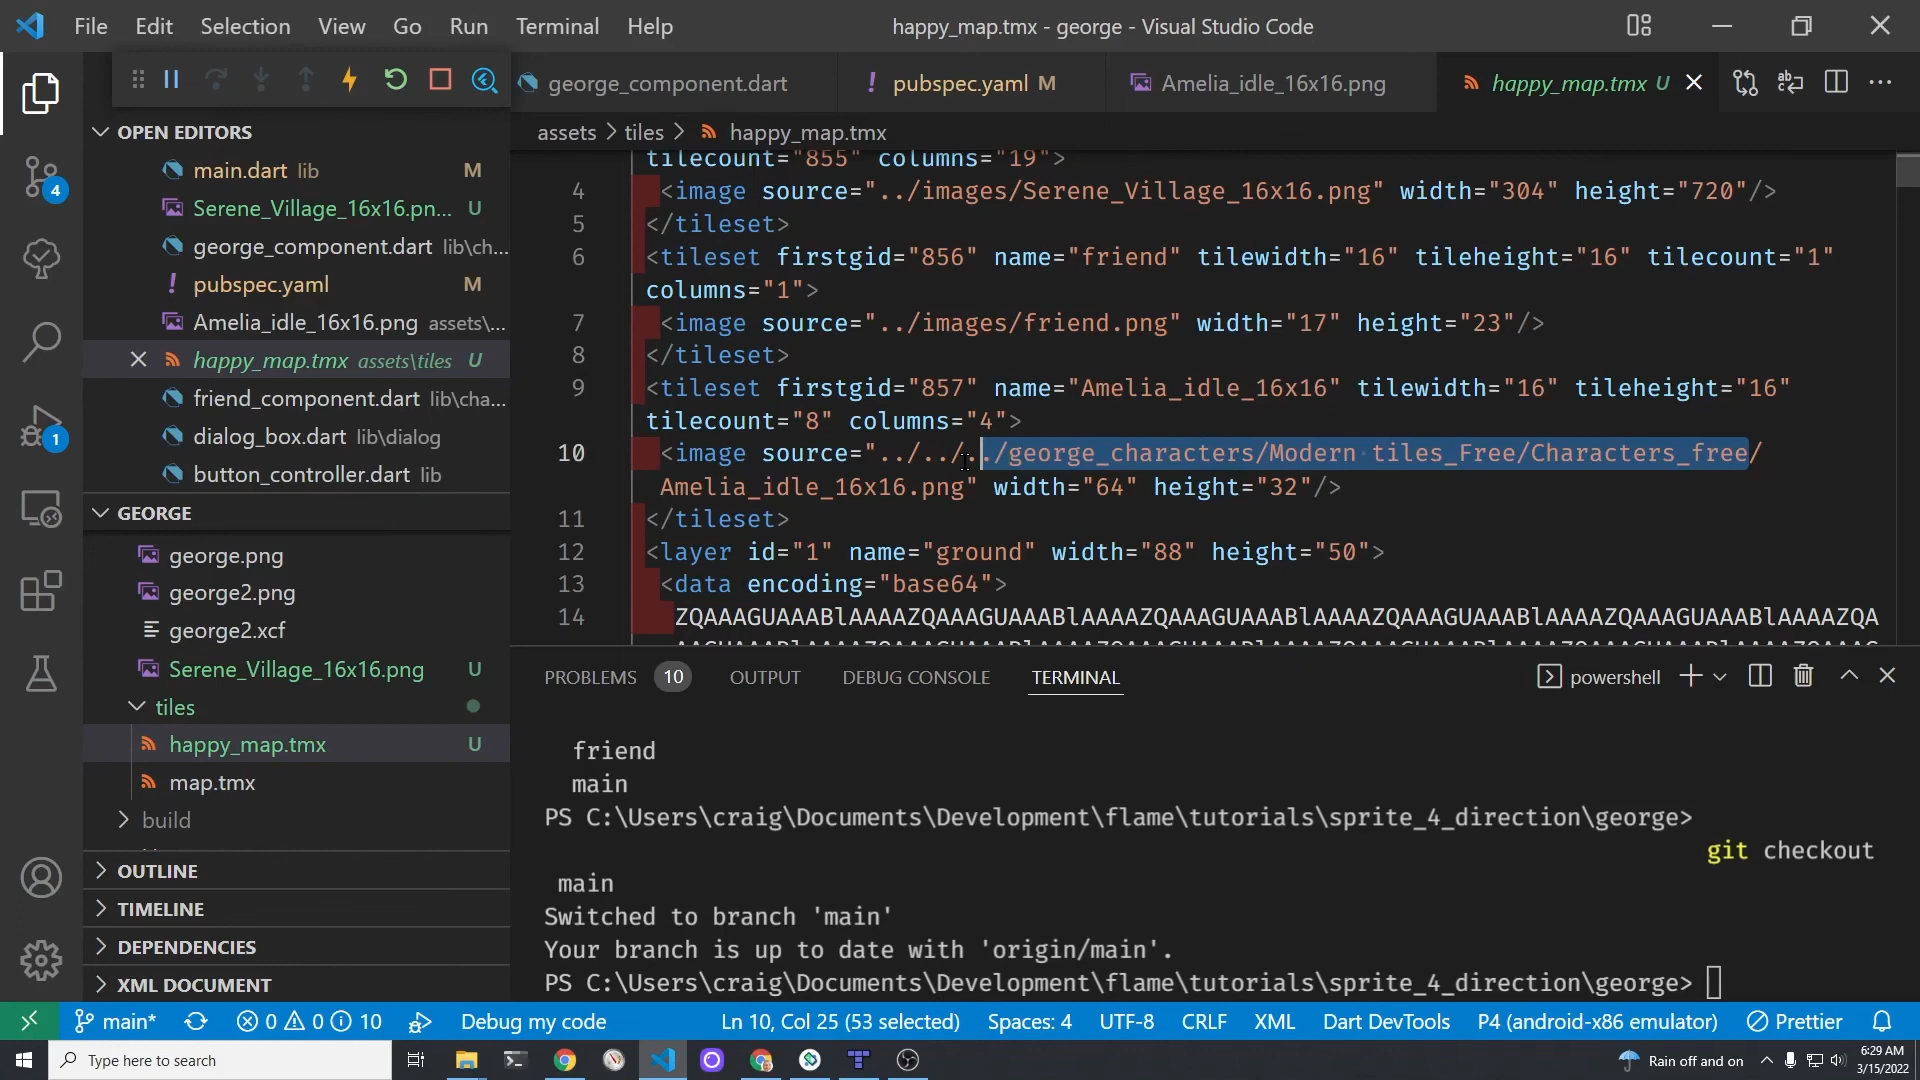 File Edit Selection View Go Run Terminal Help
happy_map.tmx - george - Visual Studio Code
george_component.dart
! pubspec.yaml M
Amelia_idle_16x16.png
happy_map.tmx U
OPEN EDITORS
main.dart lib M
Serene_Village_16x16.pn... U
george_component.dart lib\ch...
! pubspec.yaml M
Amelia_idle_16x16.png assets\...
happy_map.tmx assets\tiles U
friend_component.dart lib\cha...
dialog_box.dart lib\dialog
button_controller.dart lib
GEORGE
george.png
george2.png
george2.xcf
Serene_Village_16x16.png U
tiles
happy_map.tmx U
map.tmx
build
OUTLINE
TIMELINE
DEPENDENCIES
XML DOCUMENT
4
1
assets > tiles > happy_map.tmx
tilecount="855" columns="19">
4 <image source="../images/Serene_Village_16x16.png" width="304" height="720"/>
5 </tileset>
6 <tileset firstgid="856" name="friend" tilewidth="16" tileheight="16" tilecount="1"
columns="1">
7 <image source="../images/friend.png" width="17" height="23"/>
8 </tileset>
9 <tileset firstgid="857" name="Amelia_idle_16x16" tilewidth="16" tileheight="16"
tilecount="8" columns="4">
10 <image source="../../../george_characters/Modern tiles_Free/Characters_free/
Amelia_idle_16x16.png" width="64" height="32"/>
11 </tileset>
12 <layer id="1" name="ground" width="88" height="50">
13 <data encoding="base64">
14 ZQAAAGUAAABlAAAAZQAAAGUAAABlAAAAZQAAAGUAAABlAAAAZQAAAGUAAABlAAAAZQAAAGUAAABlAAAAZQA
PROBLEMS 10 OUTPUT DEBUG CONSOLE TERMINAL
powershell
friend
main
PS C:\Users\craig\Documents\Development\flame\tutorials\sprite_4_direction\george>
git checkout
main
Switched to branch 'main'
Your branch is up to date with 'origin/main'.
PS C:\Users\craig\Documents\Development\flame\tutorials\sprite_4_direction\george>
main* 0 0 10 Debug my code Ln 10, Col 25 (53 selected) Spaces: 4 UTF-8 CRLF XML Dart DevTools P4 (android-x86 emulator) Prettier
Type here to search
Rain off and on
6:29 AM
3/15/2022